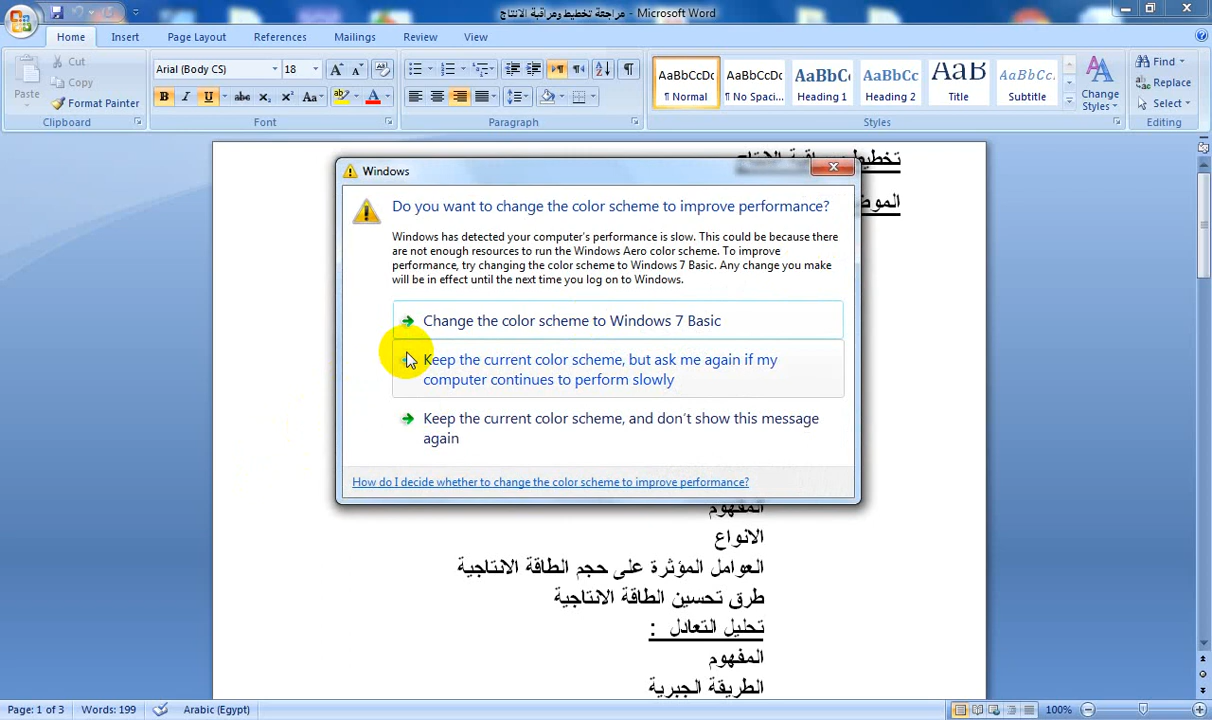 مراجعة تخطيط ومراقبة الانتاج - Microsoft Word
Home Insert Page Layout References Mailings Review View
Paste
Cut
Copy
Format Painter
Clipboard
Arial (Body CS) 18
Font
Paragraph
AaBbCcDc AaBbCcDc AaBbCc AaBbCc AaB AaBbCc.
¶ Normal ¶ No Spaci... Heading 1 Heading 2 Title Subtitle
Change Styles
Styles
Find
Replace
Select
Editing
Windows
Do you want to change the color scheme to improve performance?
Windows has detected your computer's performance is slow. This could be because there
are not enough resources to run the Windows Aero color scheme. To improve
performance, try changing the color scheme to Windows 7 Basic. Any change you make
will be in effect until the next time you log on to Windows.
Change the color scheme to Windows 7 Basic
Keep the current color scheme, but ask me again if my
computer continues to perform slowly
Keep the current color scheme, and don't show this message
again
How do I decide whether to change the color scheme to improve performance?
المفهوم
الانواع
العوامل المؤثرة على حجم الطاقة الانتاجية
طرق تحسين الطاقة الانتاجية
تحليل التعادل :
المفهوم
الطريقة الجبرية
Page: 1 of 3 Words: 199 Arabic (Egypt) 100%